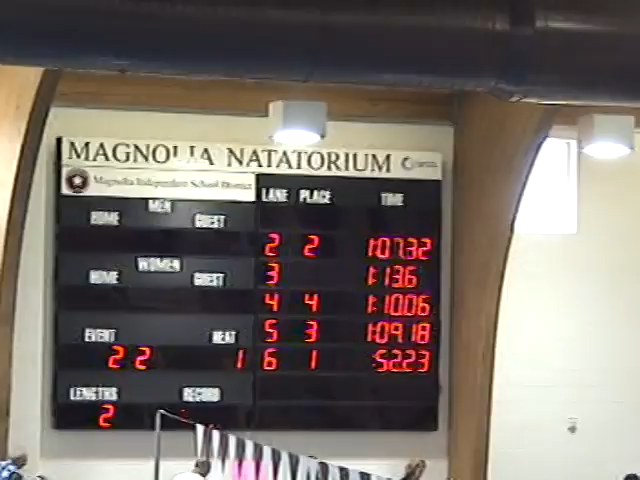 MAGNOLIA NATATORIUM
Magnolia Independent School District
LANE PLACE TIME
MEN
HOME GUEST
2 2 1:07.32
WOMEN
HOME GUEST
3 1:13.6
4 4 1:10.06
EVENT HEAT
5 3 1:09.18
22 1 6 1 :52.23
LENGTHS RECORD
2